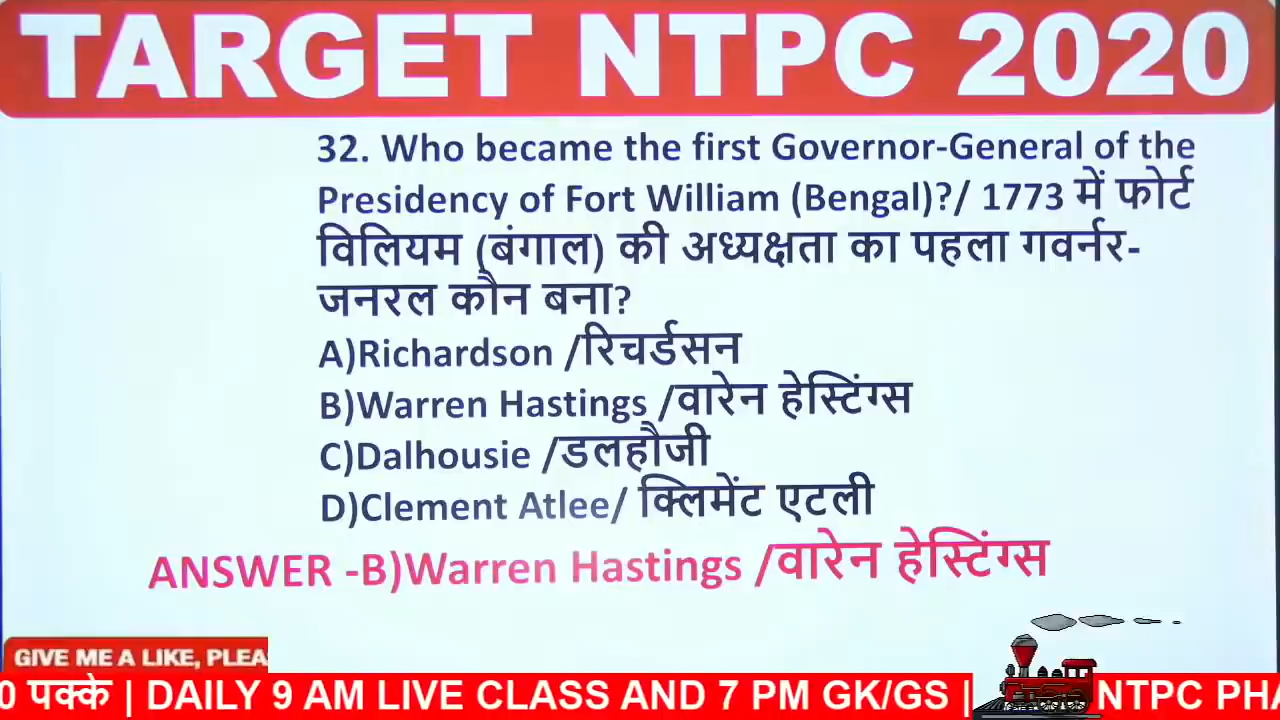 TARGET NTPC 2020
32. Who became the first Governor-General of the
Presidency of Fort William (Bengal)?/ 1773 में फोर्ट
विलियम (बंगाल) की अध्यक्षता का पहला गवर्नर-
जनरल कौन बना?
A)Richardson /रिचर्डसन
B)Warren Hastings /वारेन हेस्टिंग्स
C)Dalhousie /डलहौजी
D)Clement Atlee/ क्लिमेंट एटली
ANSWER -B)Warren Hastings /वारेन हेस्टिंग्स
GIVE ME A LIKE, PLEA
0 पक्के | DAILY 9 AM LIVE CLASS AND 7 PM GK/GS | NTPC PHA